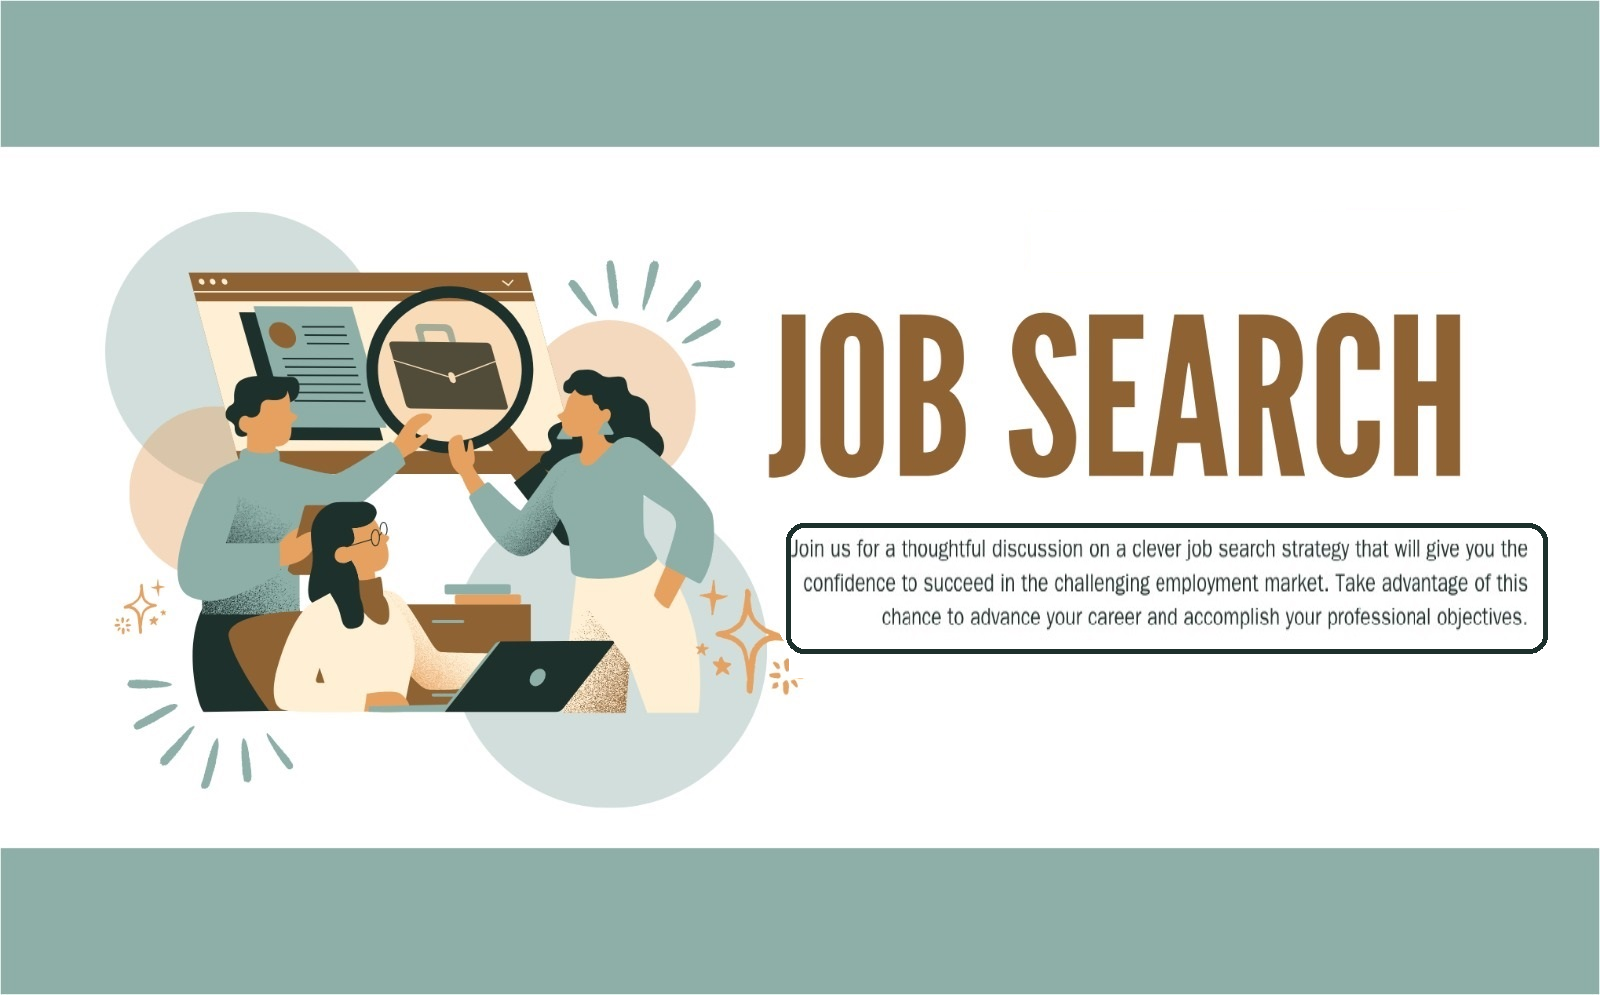 JOB SEARCH
Join us for a thoughtful discussion on a clever job search strategy that will give you the
confidence to succeed in the challenging employment market. Take advantage of this
chance to advance your career and accomplish your professional objectives.